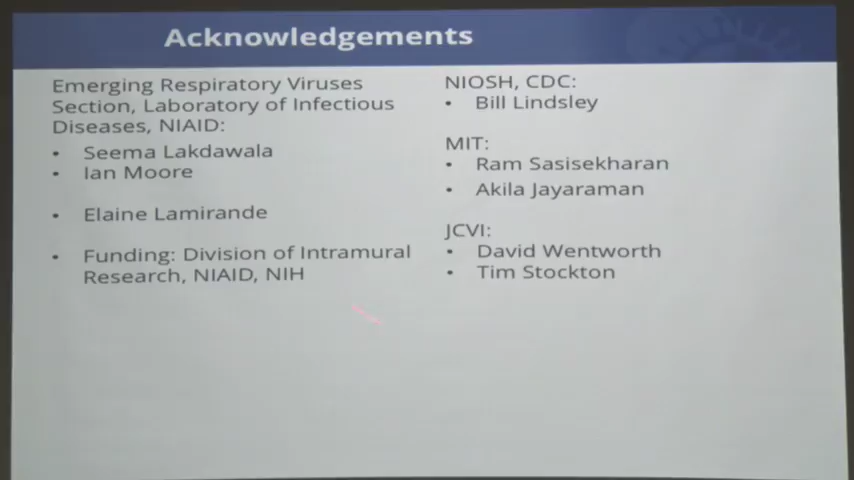 Acknowledgements
Emerging Respiratory Viruses
Section, Laboratory of Infectious
Diseases, NIAID:
• Seema Lakdawala
• Ian Moore
• Elaine Lamirande
• Funding: Division of Intramural
Research, NIAID, NIH
NIOSH, CDC:
• Bill Lindsley
MIT:
• Ram Sasisekharan
• Akila Jayaraman
JCVI:
• David Wentworth
• Tim Stockton